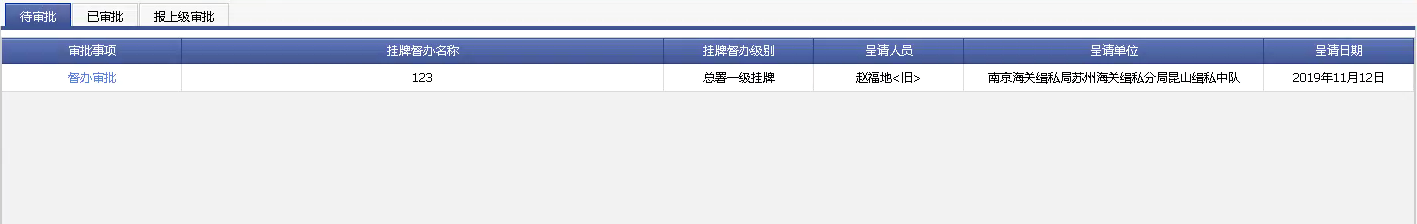 待审批 已审批 报上级审批
审批事项 挂牌督办名称 挂牌督办级别 呈请人员 呈请单位 呈请日期
督办审批 123 总署一级挂牌 赵福地<旧> 南京海关缉私局苏州海关缉私分局昆山缉私中队 2019年11月12日